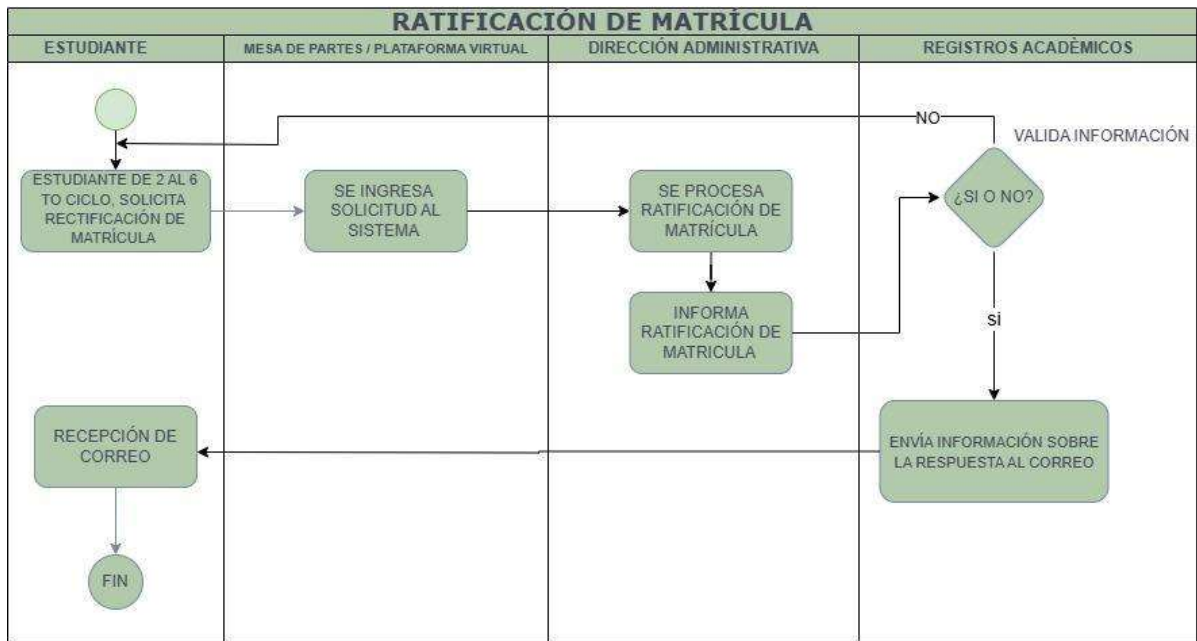 RATIFICACIÓN DE MATRÍCULA
ESTUDIANTE
MESA DE PARTES / PLATAFORMA VIRTUAL
DIRECCIÓN ADMINISTRATIVA
REGISTROS ACADÈMICOS
NO
VALIDA INFORMACIÓN
ESTUDIANTE DE 2 AL 6
TO CICLO, SOLICITA
RECTIFICACIÓN DE
MATRÍCULA
SE INGRESA
SOLICITUD AL
SISTEMA
SE PROCESA
RATIFICACIÓN DE
MATRÍCULA
¿SI O NO?
INFORMA
RATIFICACIÓN DE
MATRICULA
SÍ
RECEPCIÓN DE
CORREO
ENVÍA INFORMACIÓN SOBRE
LA RESPUESTA AL CORREO
FIN